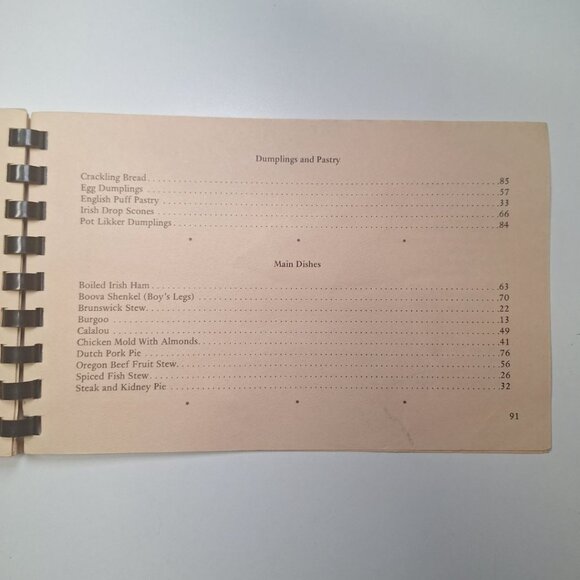 Dumplings and Pastry
Crackling Bread 85
Egg Dumplings 57
English Puff Pastry 33
Irish Drop Scones 66
Pot Likker Dumplings 84
* * *
Main Dishes
Boiled Irish Ham 63
Boova Shenkel (Boy's Legs) 70
Brunswick Stew 22
Burgoo 13
Calalou 49
Chicken Mold With Almonds 41
Dutch Pork Pie 76
Oregon Beef Fruit Stew 56
Spiced Fish Stew 26
Steak and Kidney Pie 32
* * *
91